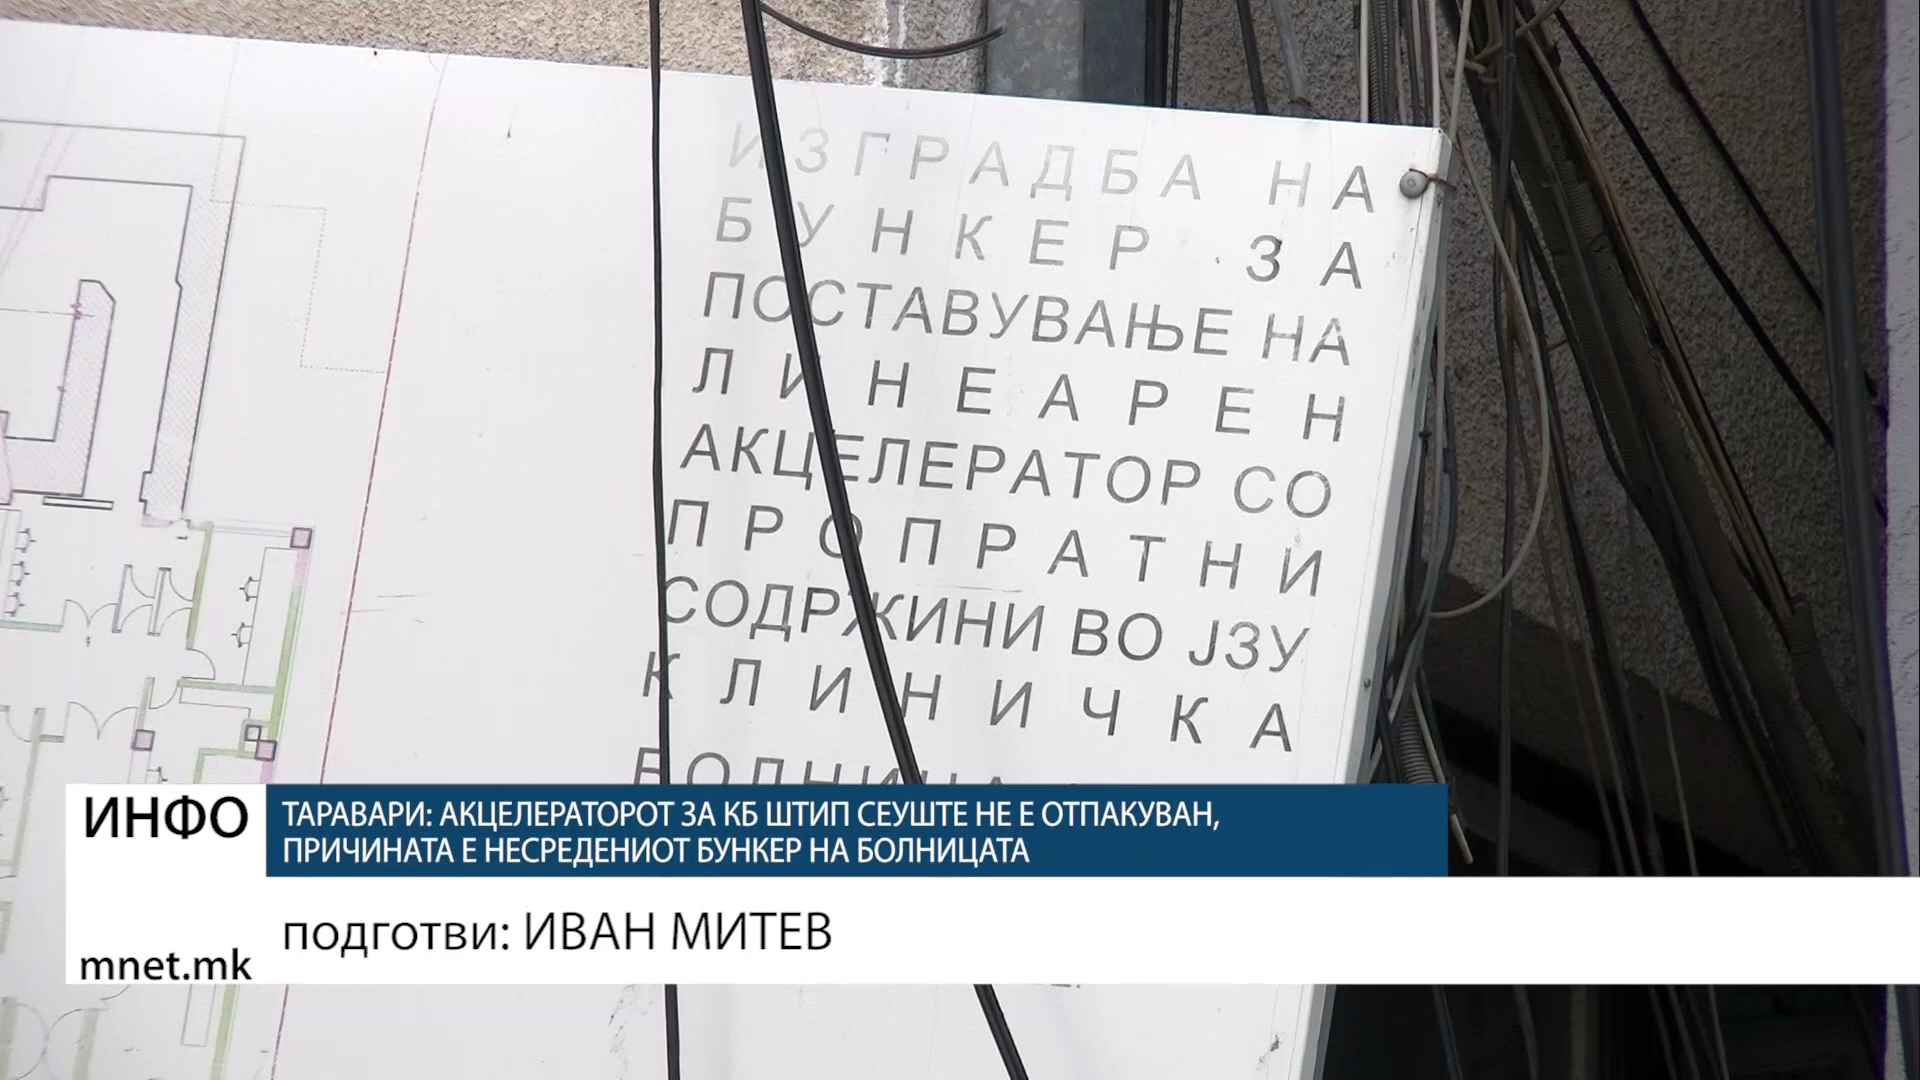 ИЗГРАДБА НА
БУНКЕР ЗА
ПОСТАВУВАЊЕ НА
ЛИНЕАРЕН
АКЦЕЛЕРАТОР СО
ПРОПРАТНИ
СОДРЖИНИ ВО ЈЗУ
КЛИНИЧКА
БОЛНИЦА
ИНФО
ТАРАВАРИ: АКЦЕЛЕРАТОРОТ ЗА КБ ШТИП СЕУШТЕ НЕ Е ОТПАКУВАН,
ПРИЧИНАТА Е НЕСРЕДЕНИОТ БУНКЕР НА БОЛНИЦАТА
подготви: ИВАН МИТЕВ
mnet.mk